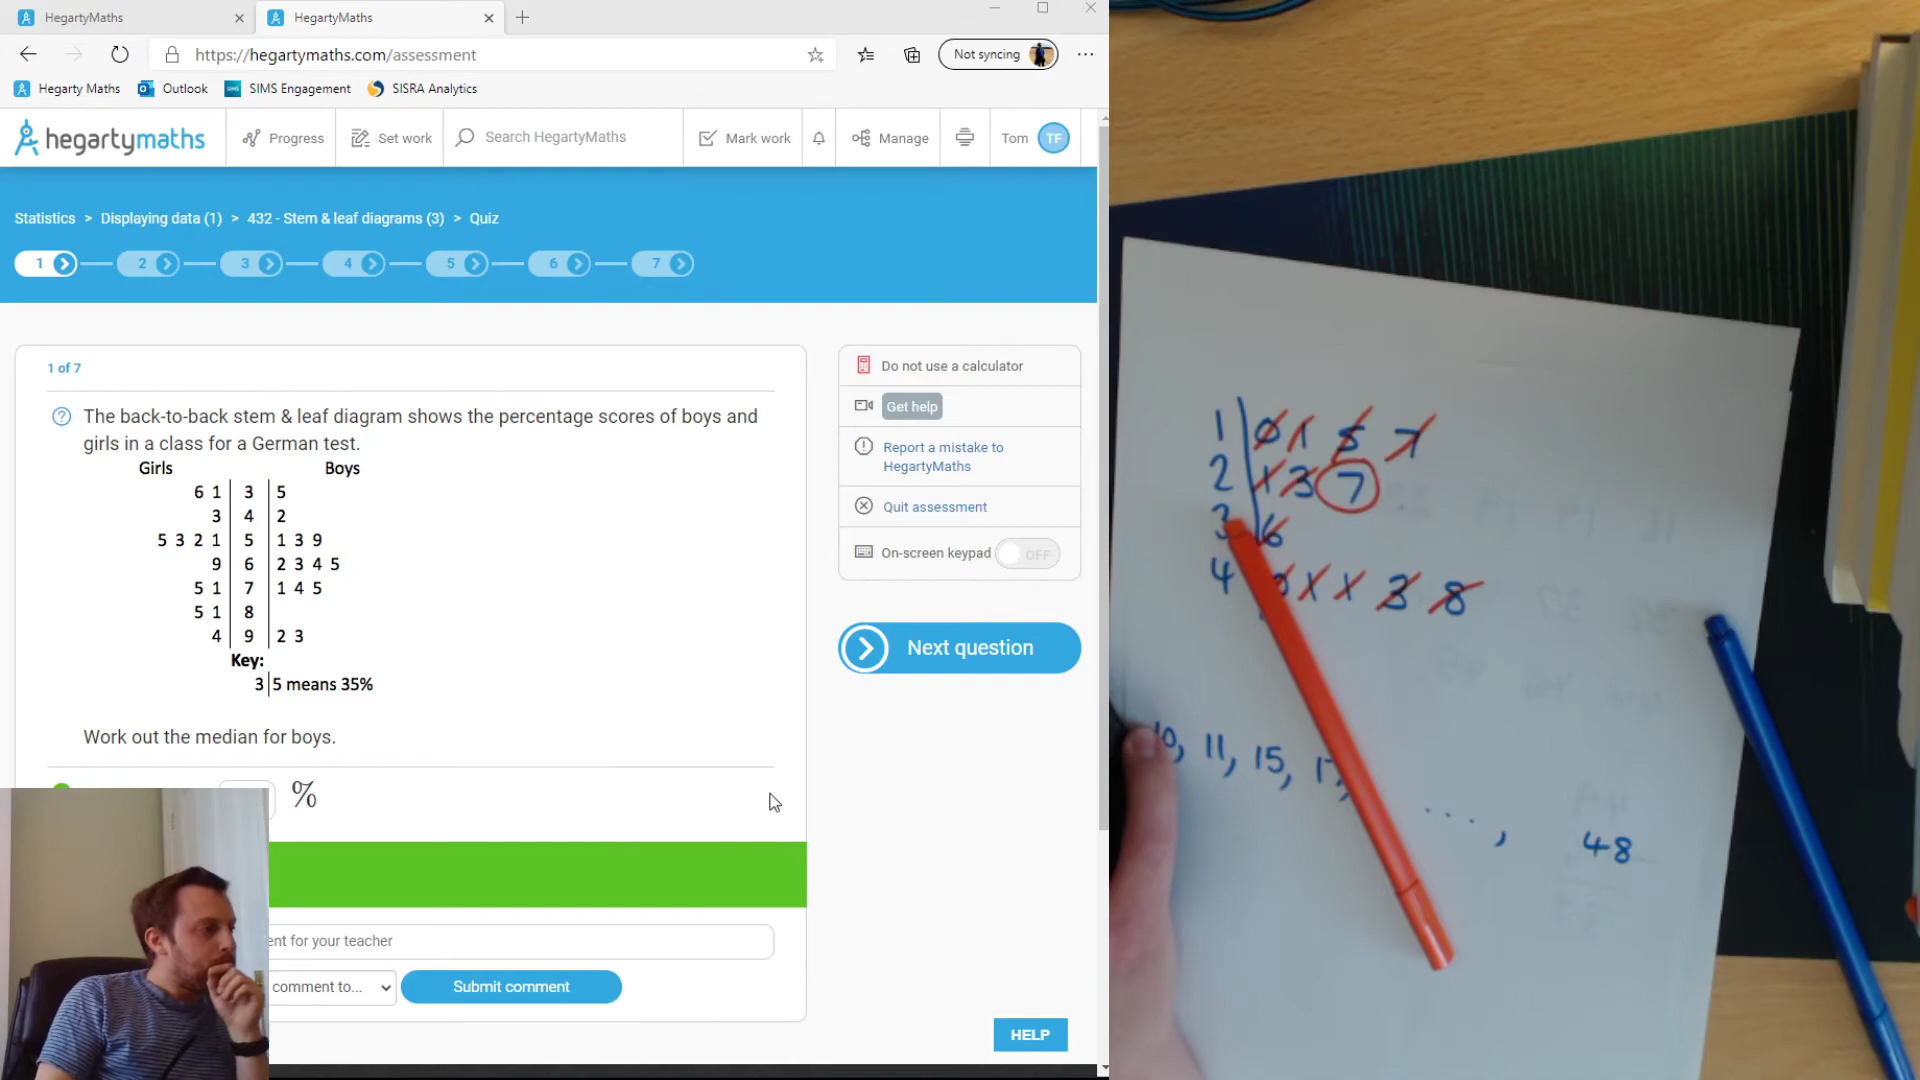 HegartyMaths
HegartyMaths
https://hegartymaths.com/assessment
Not syncing
Hegarty Maths
Outlook
SIMS Engagement
SISRA Analytics
hegartymaths
Progress
Set work
Search HegartyMaths
Mark work
Manage
Tom
TF
Statistics > Displaying data (1) > 432 - Stem & leaf diagrams (3) > Quiz
1 2 3 4 5 6 7
1 of 7
The back-to-back stem & leaf diagram shows the percentage scores of boys and
girls in a class for a German test.
Girls Boys
6 1 | 3 | 5
3 | 4 | 2
5 3 2 1 | 5 | 1 3 9
9 | 6 | 2 3 4 5
5 1 | 7 | 1 4 5
5 1 | 8 |
4 | 9 | 2 3
Key:
3 | 5 means 35%
Work out the median for boys.
%
ent for your teacher
comment to...
Submit comment
Do not use a calculator
Get help
Report a mistake to
HegartyMaths
Quit assessment
On-screen keypad OFF
Next question
HELP
1 | 0 1 5 7
2 | 1 3 7
3 | 6
4 | 0 1 1 3 8
10, 11, 15, 17, ..., 48